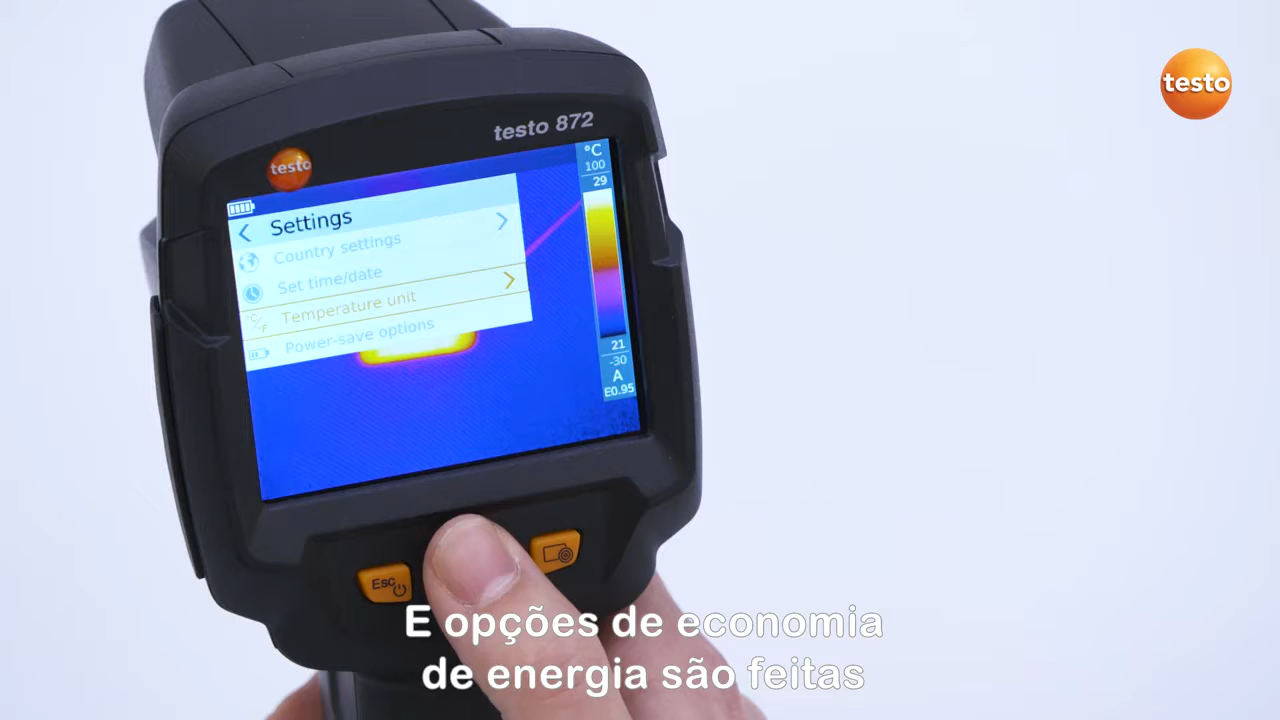 testo
testo 872
testo
°C
100
29
Settings
Country settings
Set time/date
°C/°F
Temperature unit
Power-save options
21
-30
A
E0.95
Esc
E opções de economia
de energia são feitas